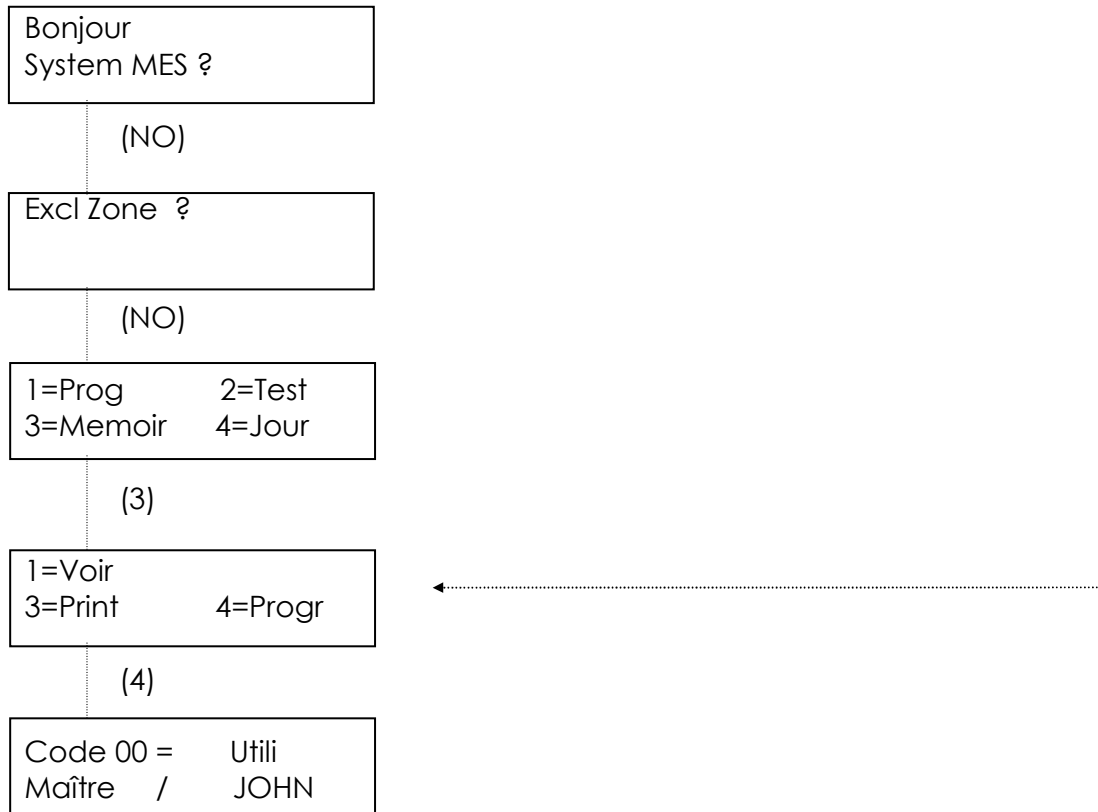 Bonjour
System MES ?
(NO)
Excl Zone ?
(NO)
1=Prog 2=Test
3=Memoir 4=Jour
(3)
1=Voir
3=Print 4=Progr
(4)
Code 00 = Utili
Maître / JOHN